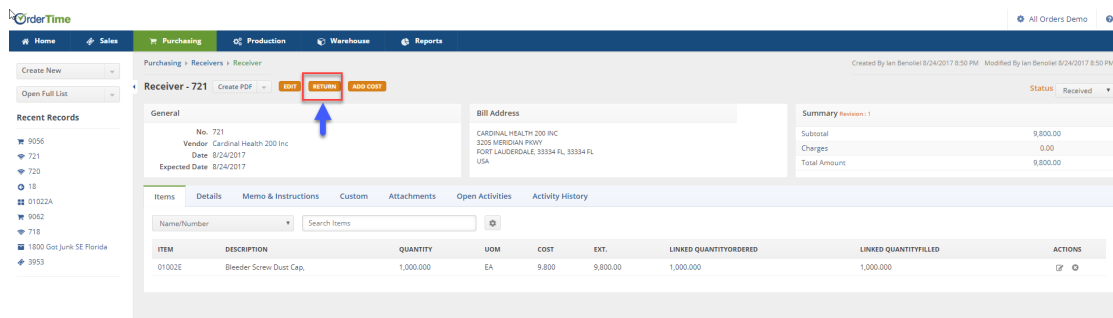 OrderTime
All Orders Demo
Home Sales Purchasing Production Warehouse Reports
Create New
Open Full List
Recent Records
9056
721
720
18
01022A
9062
718
1800 Got Junk SE Florida
3953
Purchasing › Receivers › Receiver
Created By Ian Benoliel 8/24/2017 8:50 PM Modified By Ian Benoliel 8/24/2017 8:50 PM
Receiver - 721 Create PDF EDIT RETURN ADD COST
Status Received
General
No. 721
Vendor Cardinal Health 200 Inc
Date 8/24/2017
Expected Date 8/24/2017
Bill Address
CARDINAL HEALTH 200 INC
3205 MERIDIAN PKWY
FORT LAUDERDALE, 33334 FL, 33334 FL
USA
Summary Revision: 1
Subtotal 9,800.00
Charges 0.00
Total Amount 9,800.00
Items Details Memo & Instructions Custom Attachments Open Activities Activity History
Name/Number Search Items
ITEM DESCRIPTION QUANTITY UOM COST EXT. LINKED QUANTITYORDERED LINKED QUANTITYFILLED ACTIONS
01002E Bleeder Screw Dust Cap, 1,000.000 EA 9.800 9,800.00 1,000.000 1,000.000